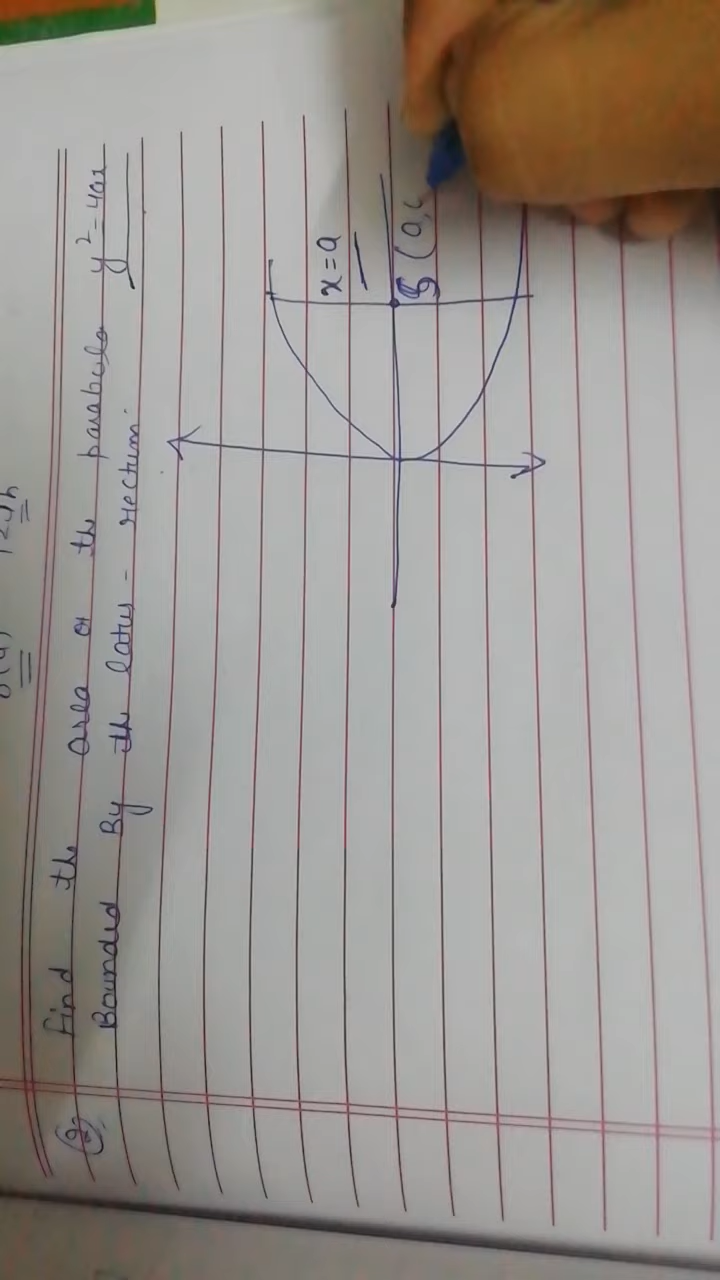 Q. Find the area of the parabola y² = 4ax
Bounded By the latus - rectum.
x = a
S (a,